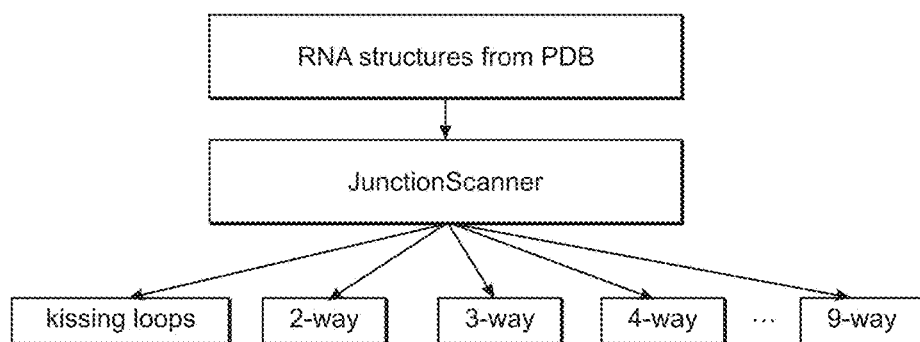 RNA structures from PDB
JunctionScanner
kissing loops 2-way 3-way 4-way ... 9-way